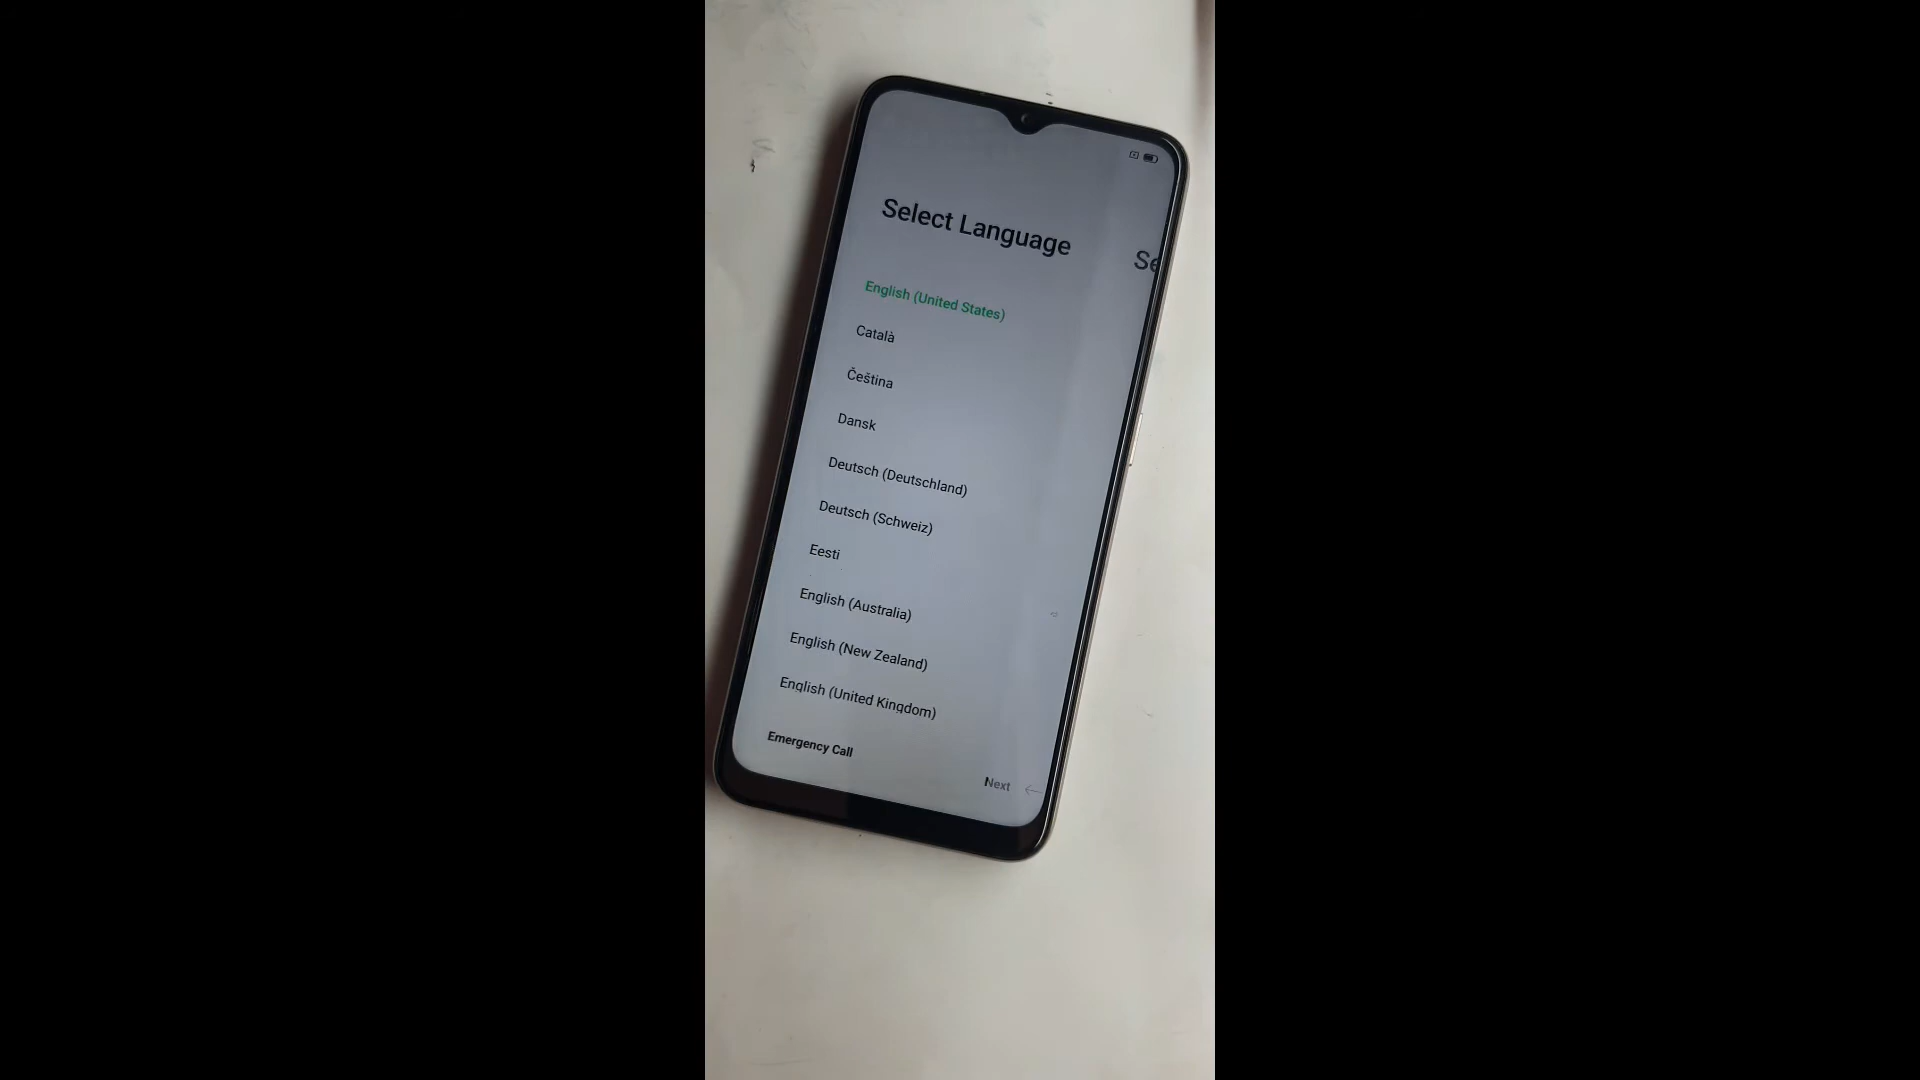 Select Language
Se
English (United States)
Català
Čeština
Dansk
Deutsch (Deutschland)
Deutsch (Schweiz)
Eesti
English (Australia)
English (New Zealand)
English (United Kingdom)
Emergency Call
Next